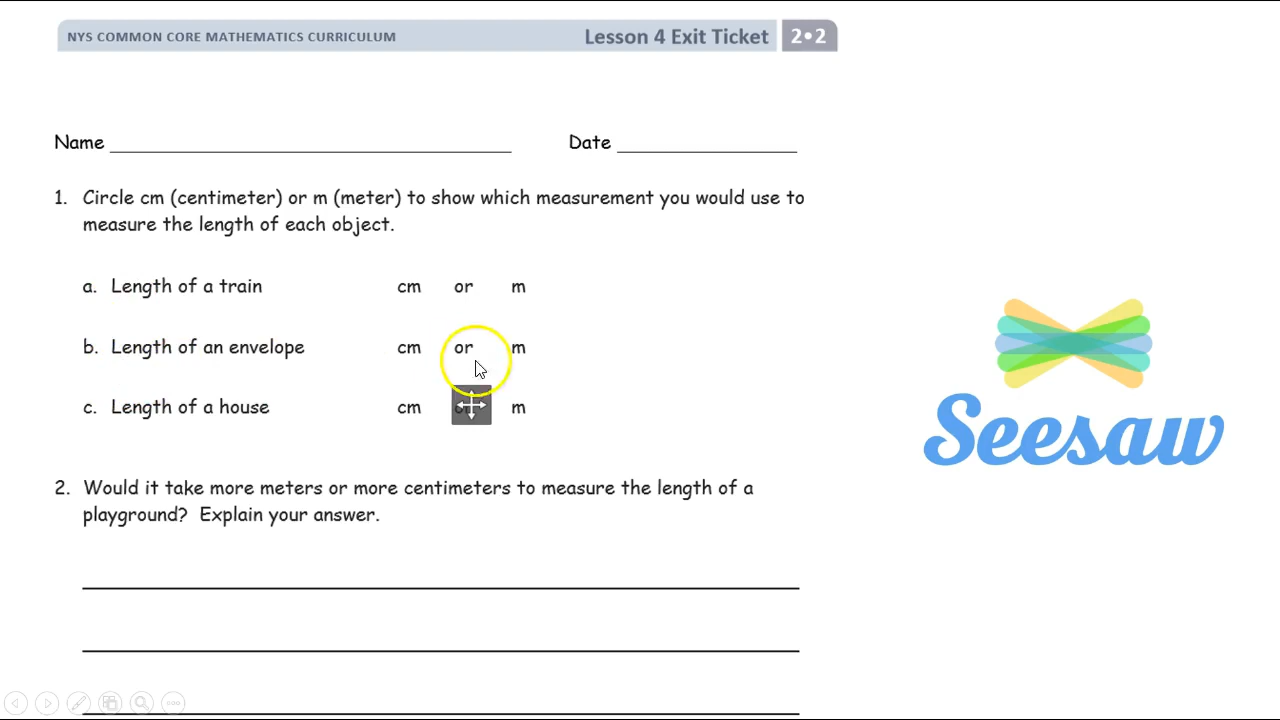 NYS COMMON CORE MATHEMATICS CURRICULUM Lesson 4 Exit Ticket 2•2
Name Date
1. Circle cm (centimeter) or m (meter) to show which measurement you would use to
measure the length of each object.
a. Length of a train cm or m
b. Length of an envelope cm or m
c. Length of a house cm m
Seesaw
2. Would it take more meters or more centimeters to measure the length of a
playground? Explain your answer.